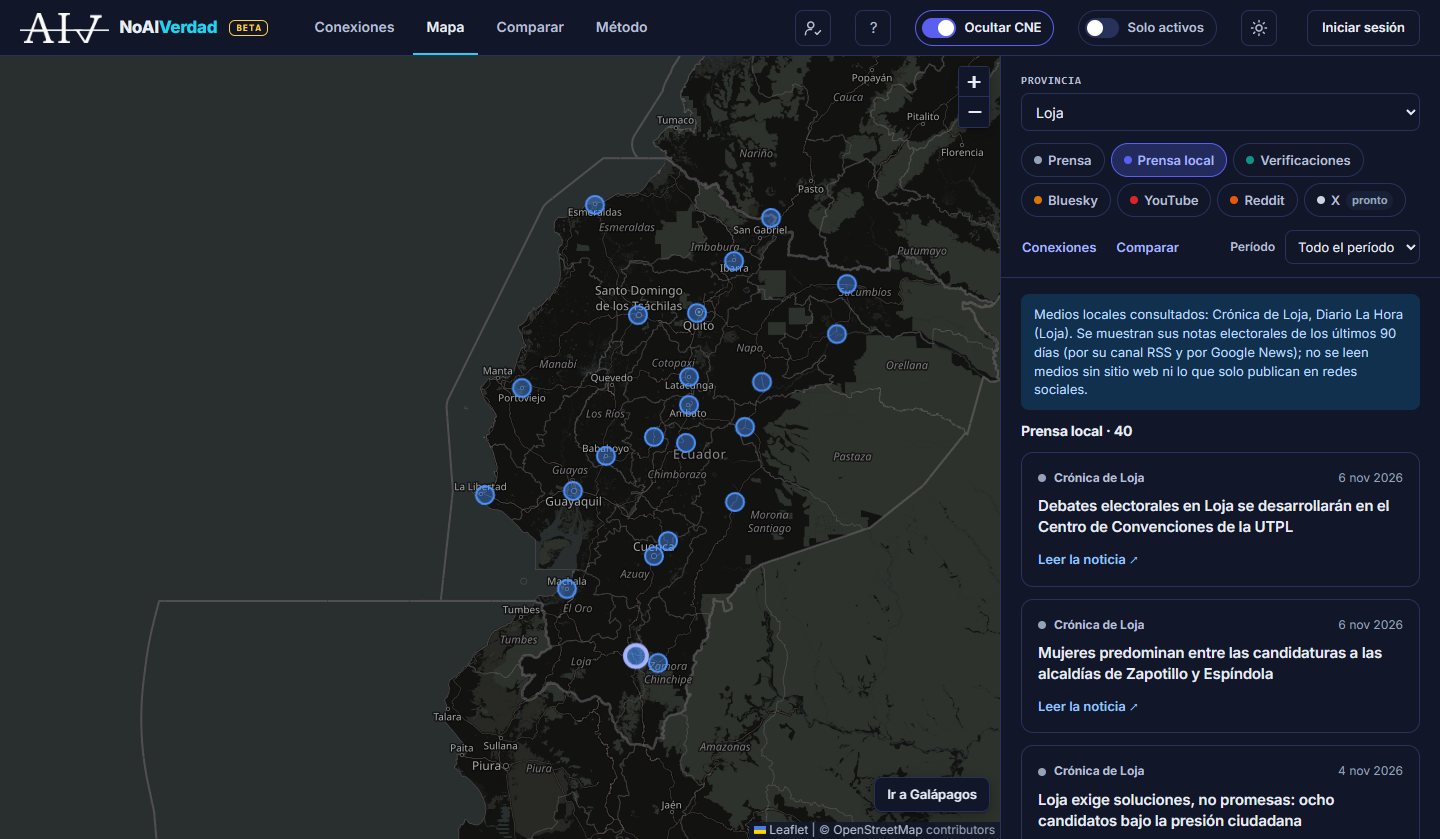 AIV NoAIVerdad BETA Conexiones Mapa Comparar Método ? Ocultar CNE Solo activos Iniciar sesión
PROVINCIA
Loja
Prensa Prensa local Verificaciones
Bluesky YouTube Reddit X pronto
Conexiones Comparar Período Todo el período
Medios locales consultados: Crónica de Loja, Diario La Hora
(Loja). Se muestran sus notas electorales de los últimos 90
días (por su canal RSS y por Google News); no se leen
medios sin sitio web ni lo que solo publican en redes
sociales.
Prensa local · 40
Crónica de Loja 6 nov 2026
Debates electorales en Loja se desarrollarán en el
Centro de Convenciones de la UTPL
Leer la noticia ↗
Crónica de Loja 6 nov 2026
Mujeres predominan entre las candidaturas a las
alcaldías de Zapotillo y Espíndola
Leer la noticia ↗
Crónica de Loja 4 nov 2026
Loja exige soluciones, no promesas: ocho
candidatos bajo la presión ciudadana
+
−
Popayán
Cauca
Tumaco
Pitalito
Nariño
Florencia
Pasto
Esmeraldas
Esmeraldas
San Gabriel
Imbabura
Putumayo
Ibarra
Santo Domingo
de los Tsáchilas
Sucumbíos
Quito
Napo
Manabí
Cotopaxi
Orellana
Manta
Quevedo
Latacunga
Portoviejo
Los Ríos
Ambato
Babahoyo
Ecuador
Pastaza
Guayas
Chimborazo
La Libertad
Guayaquil
Morona
Santiago
Cuenca
Azuay
Machala
El Oro
Tumbes
Tumbes
Loja
Zamora
Chinchipe
Talara
Paita
Sullana
Piura
Piura
Amazonas
Jaén
Ir a Galápagos
Leaflet | © OpenStreetMap contributors